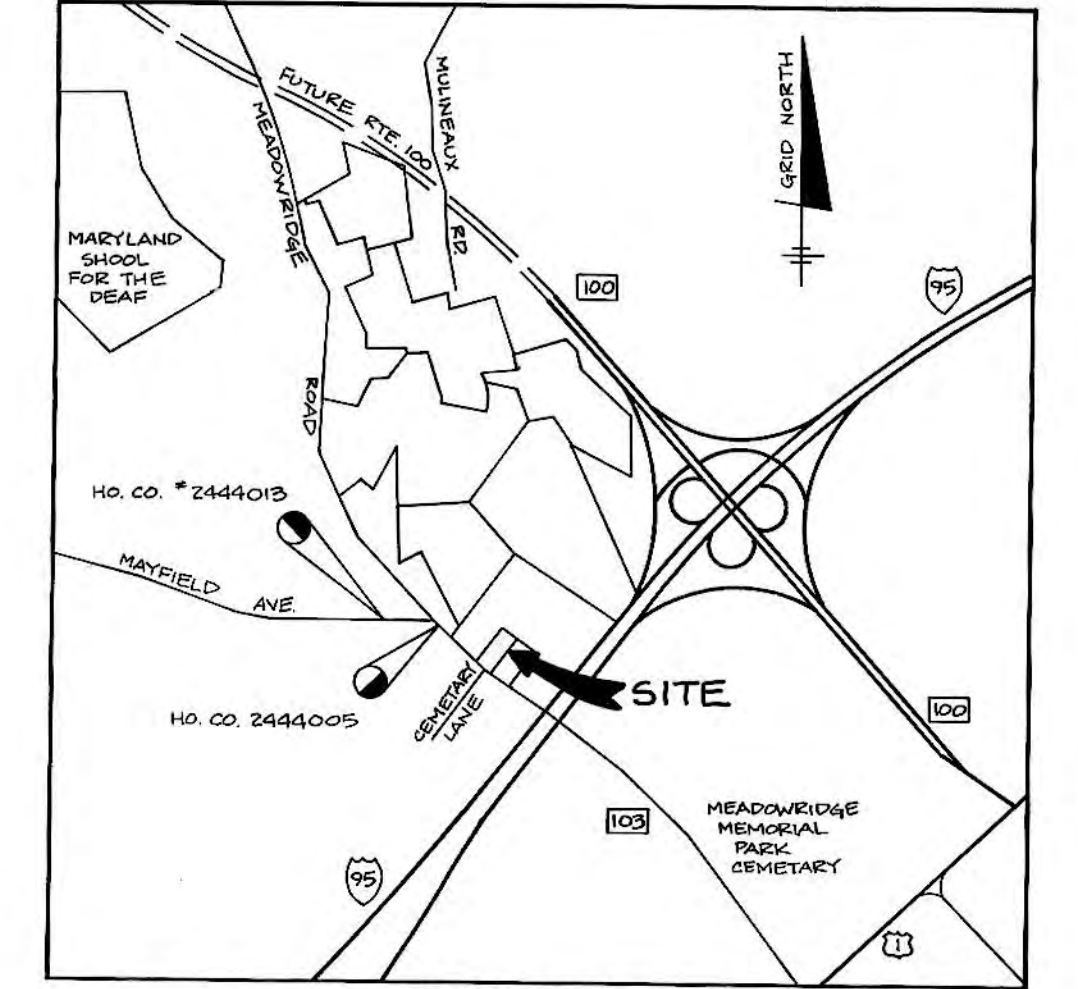 FUTURE RTE. 100
MEADOWRIDGE
ROAD
MULINEAUX
RD.
GRID NORTH
MARYLAND
SHOOL
FOR THE
DEAF
100
95
HO. CO. #2444013
MAYFIELD
AVE.
HO. CO. 2444005
CEMETARY
LANE
SITE
100
103
MEADOWRIDGE
MEMORIAL
PARK
CEMETARY
95
1